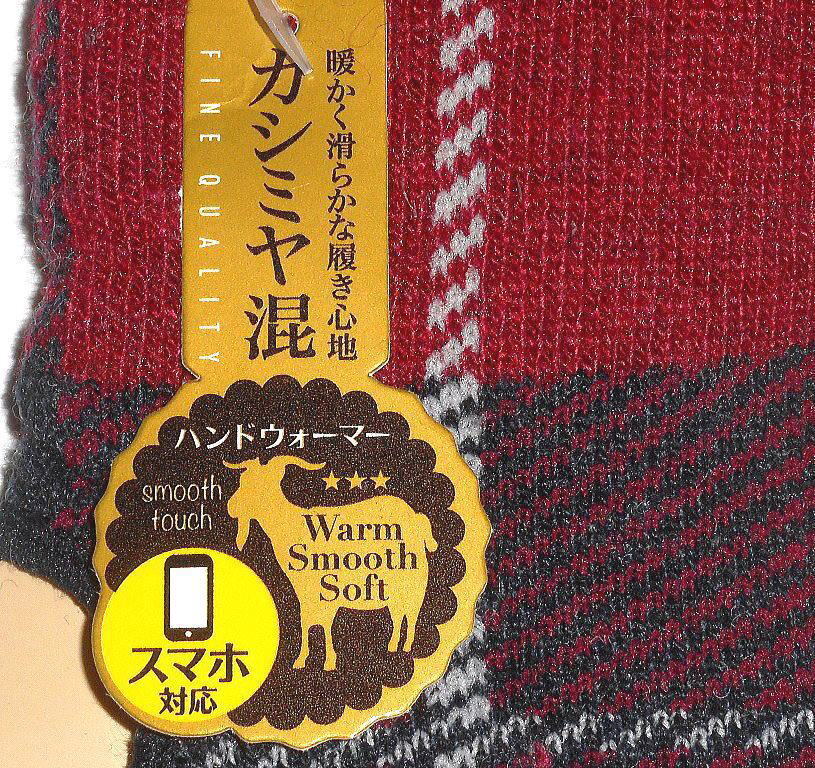 暖かく滑らかな履き心地
カシミヤ混
FINE QUALITY
ハンドウォーマー
smooth
touch
Warm
Smooth
Soft
スマホ
対応